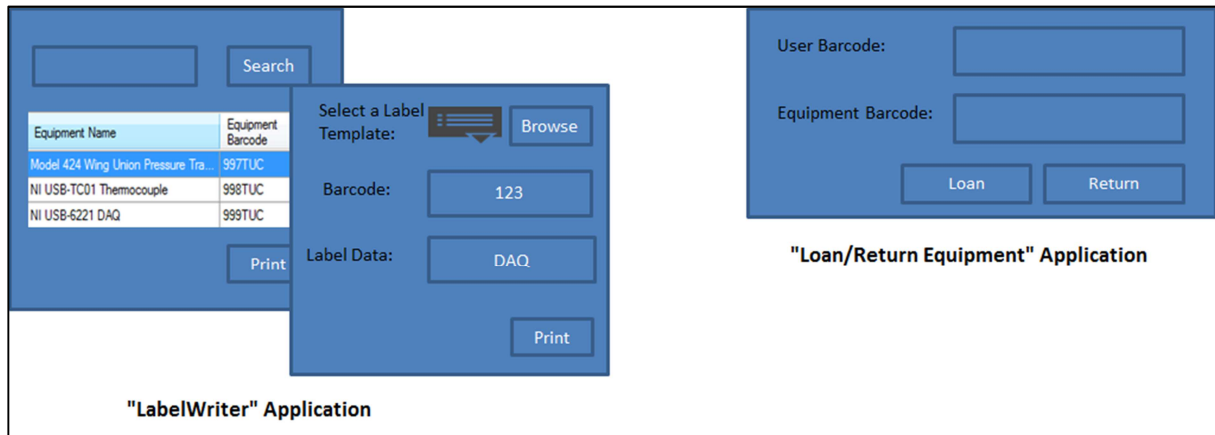 Search
Equipment Name
Equipment
Barcode
Model 424 Wing Union Pressure Tra...
997TUC
NI USB-TC01 Thermocouple
998TUC
NI USB-6221 DAQ
999TUC
Print
Select a Label
Template:
Browse
Barcode:
123
Label Data:
DAQ
Print
"LabelWriter" Application
User Barcode:
Equipment Barcode:
Loan
Return
"Loan/Return Equipment" Application